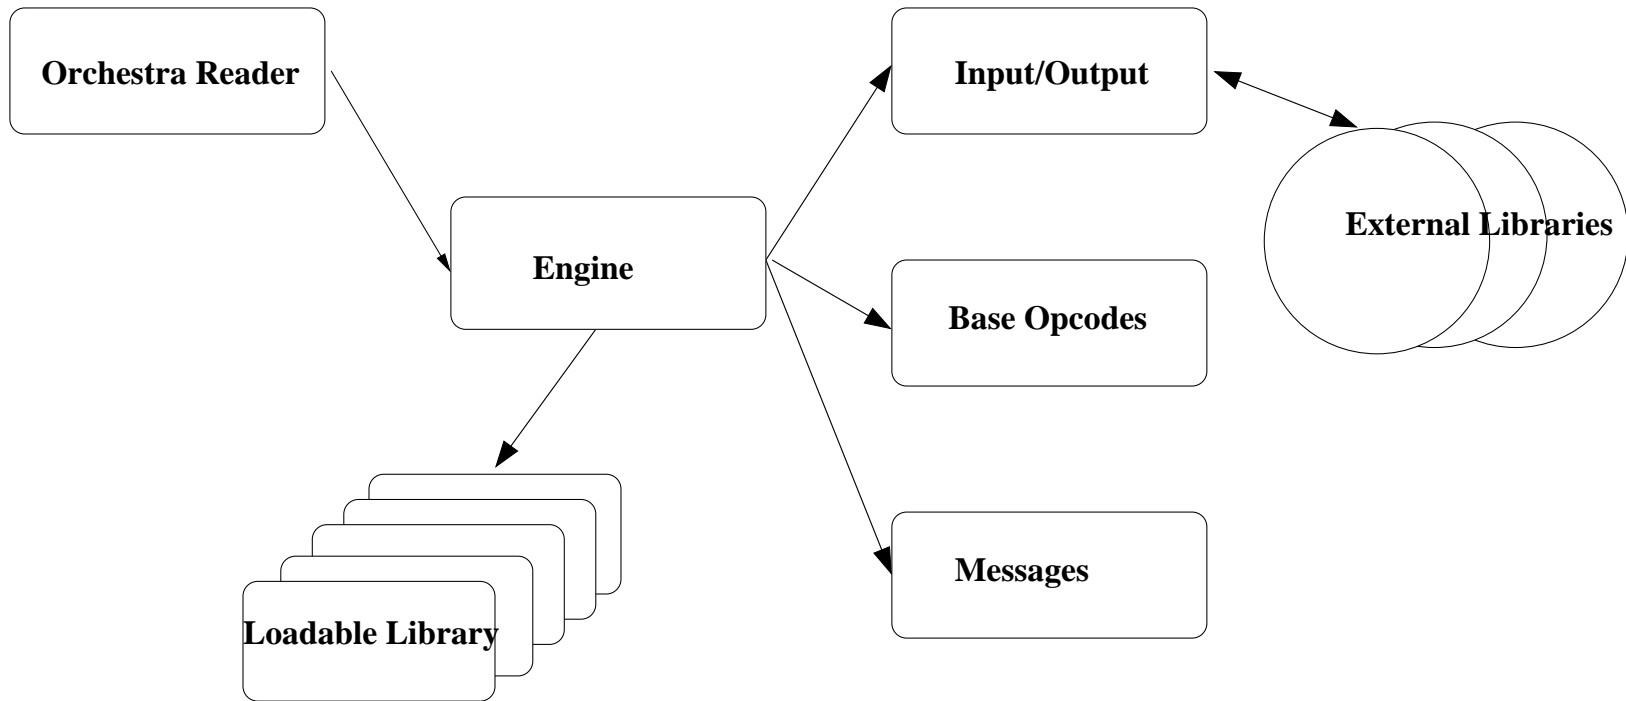 Orchestra Reader
Input/Output
External Libraries
Engine
Base Opcodes
Messages
Loadable Library